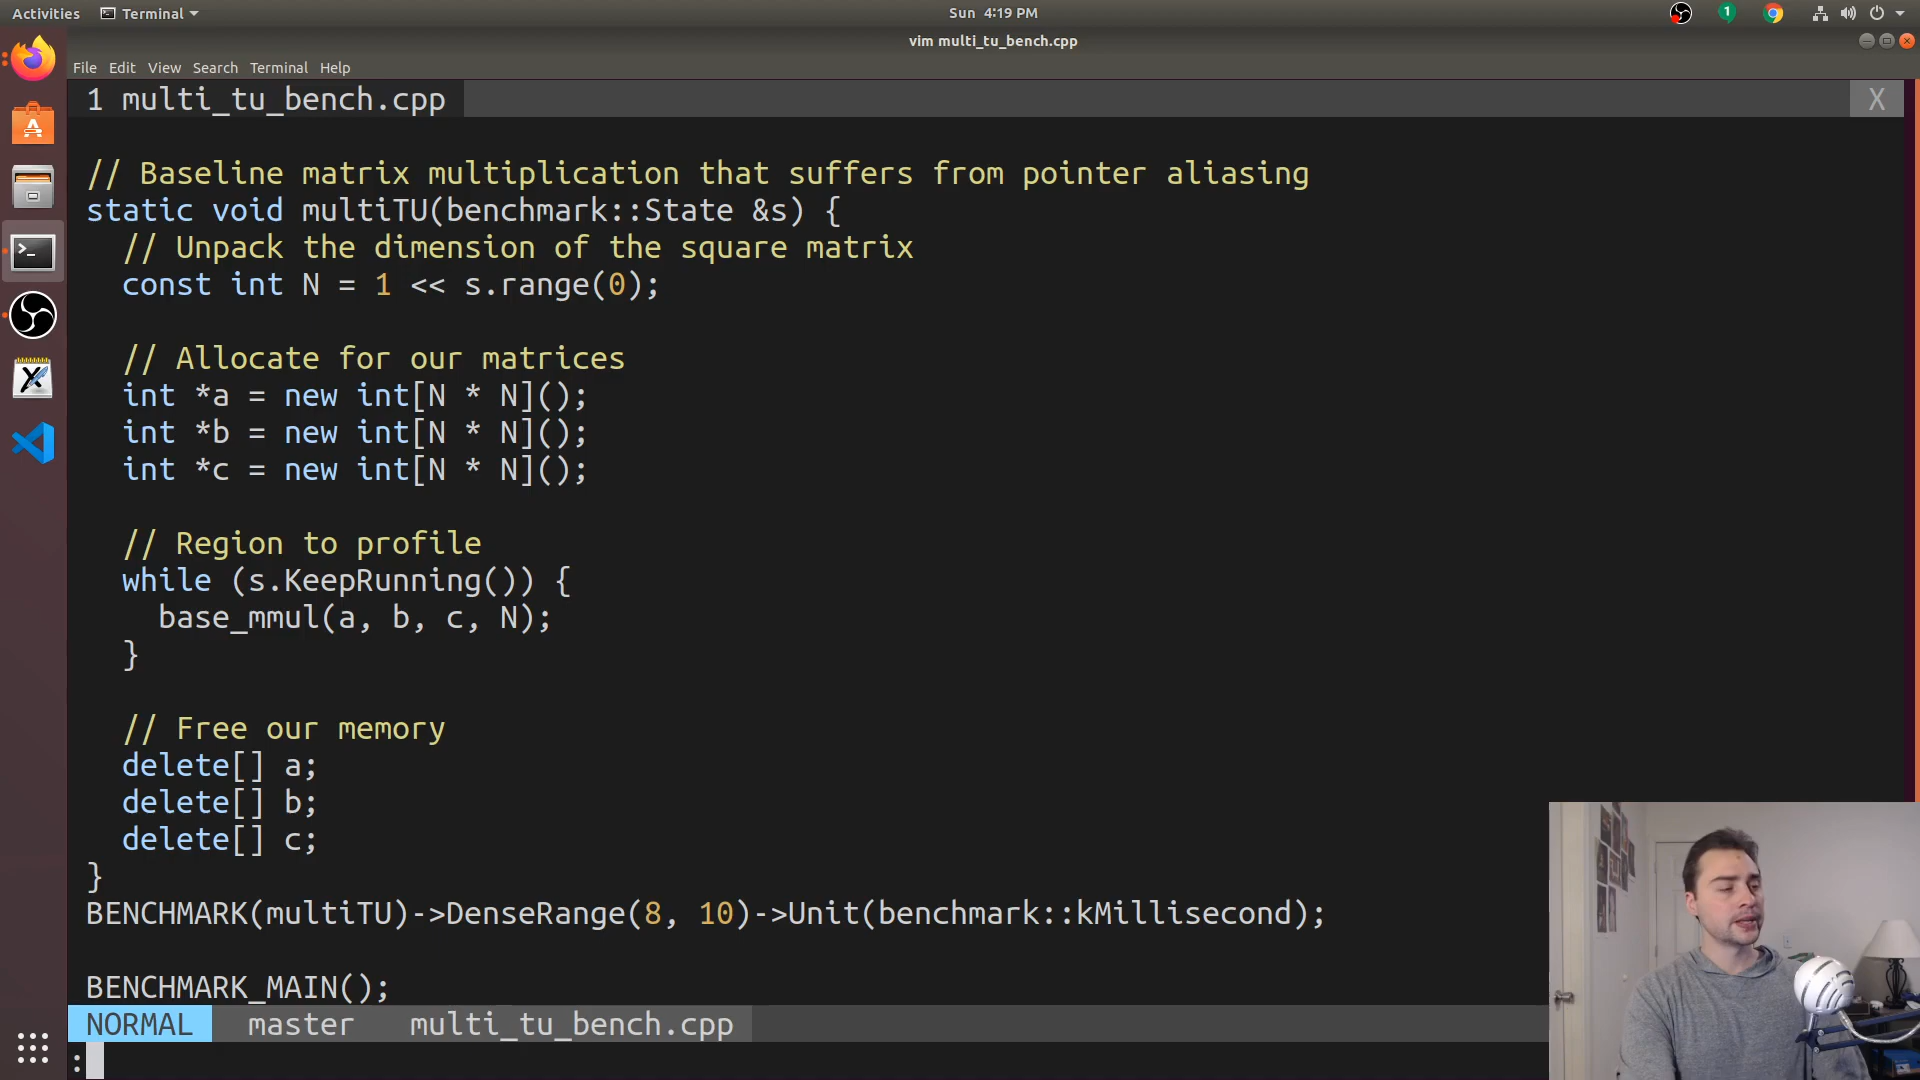 Activities Terminal Sun 4:19 PM 1
vim multi_tu_bench.cpp
File Edit View Search Terminal Help
1 multi_tu_bench.cpp X
// Baseline matrix multiplication that suffers from pointer aliasing
static void multiTU(benchmark::State &s) {
  // Unpack the dimension of the square matrix
  const int N = 1 << s.range(0);
  // Allocate for our matrices
  int *a = new int[N * N]();
  int *b = new int[N * N]();
  int *c = new int[N * N]();
  // Region to profile
  while (s.KeepRunning()) {
    base_mmul(a, b, c, N);
  }
  // Free our memory
  delete[] a;
  delete[] b;
  delete[] c;
}
BENCHMARK(multiTU)->DenseRange(8, 10)->Unit(benchmark::kMillisecond);
BENCHMARK_MAIN();
NORMAL master multi_tu_bench.cpp
: